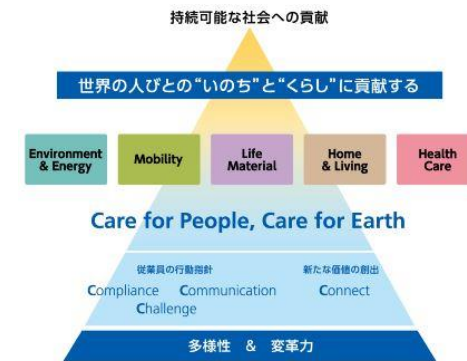 持続可能な社会への貢献
世界の人びとの“いのち”と“くらし”に貢献する
Environment
& Energy
Mobility
Life
Material
Home
& Living
Health
Care
Care for People, Care for Earth
従業員の行動指針
新たな価値の創出
Compliance Communication
Connect
Challenge
多様性 & 変革力